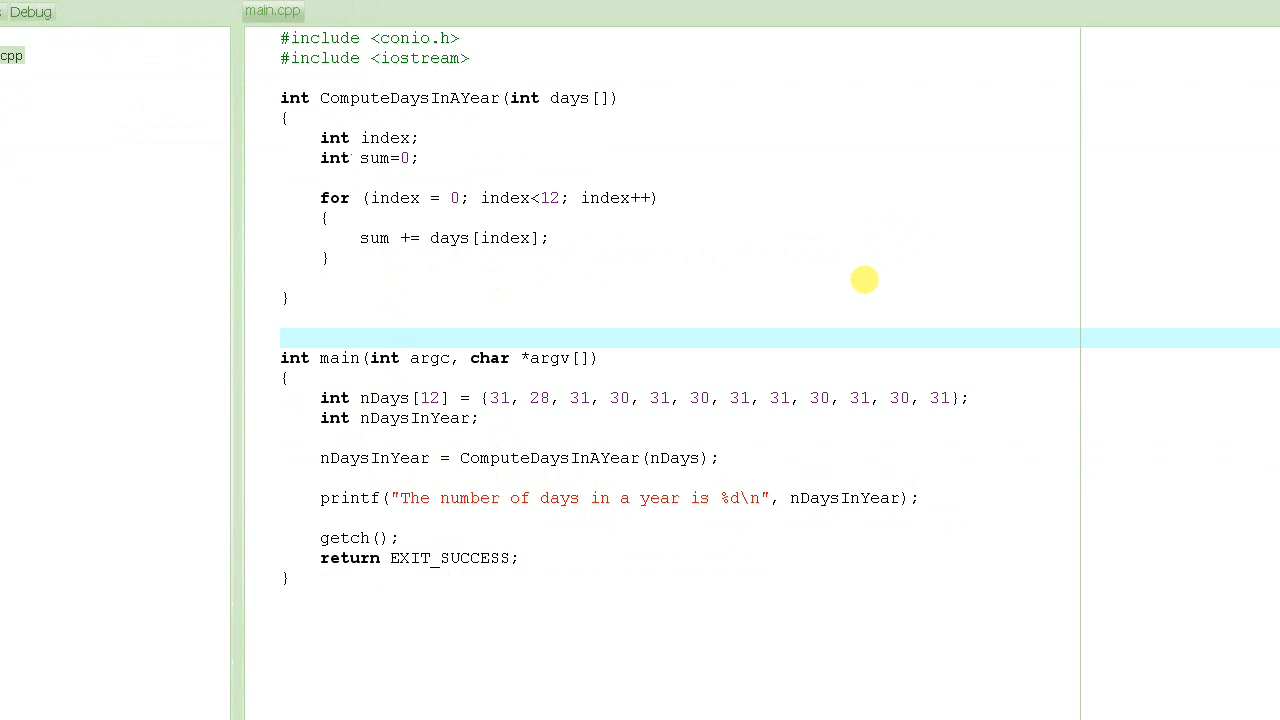 Debug
main.cpp
cpp
#include <conio.h>
#include <iostream>
int ComputeDaysInAYear(int days[])
{
int index;
int sum=0;
for (index = 0; index<12; index++)
{
sum += days[index];
}
}
int main(int argc, char *argv[])
{
int nDays[12] = {31, 28, 31, 30, 31, 30, 31, 31, 30, 31, 30, 31};
int nDaysInYear;
nDaysInYear = ComputeDaysInAYear(nDays);
printf("The number of days in a year is %d\n", nDaysInYear);
getch();
return EXIT_SUCCESS;
}